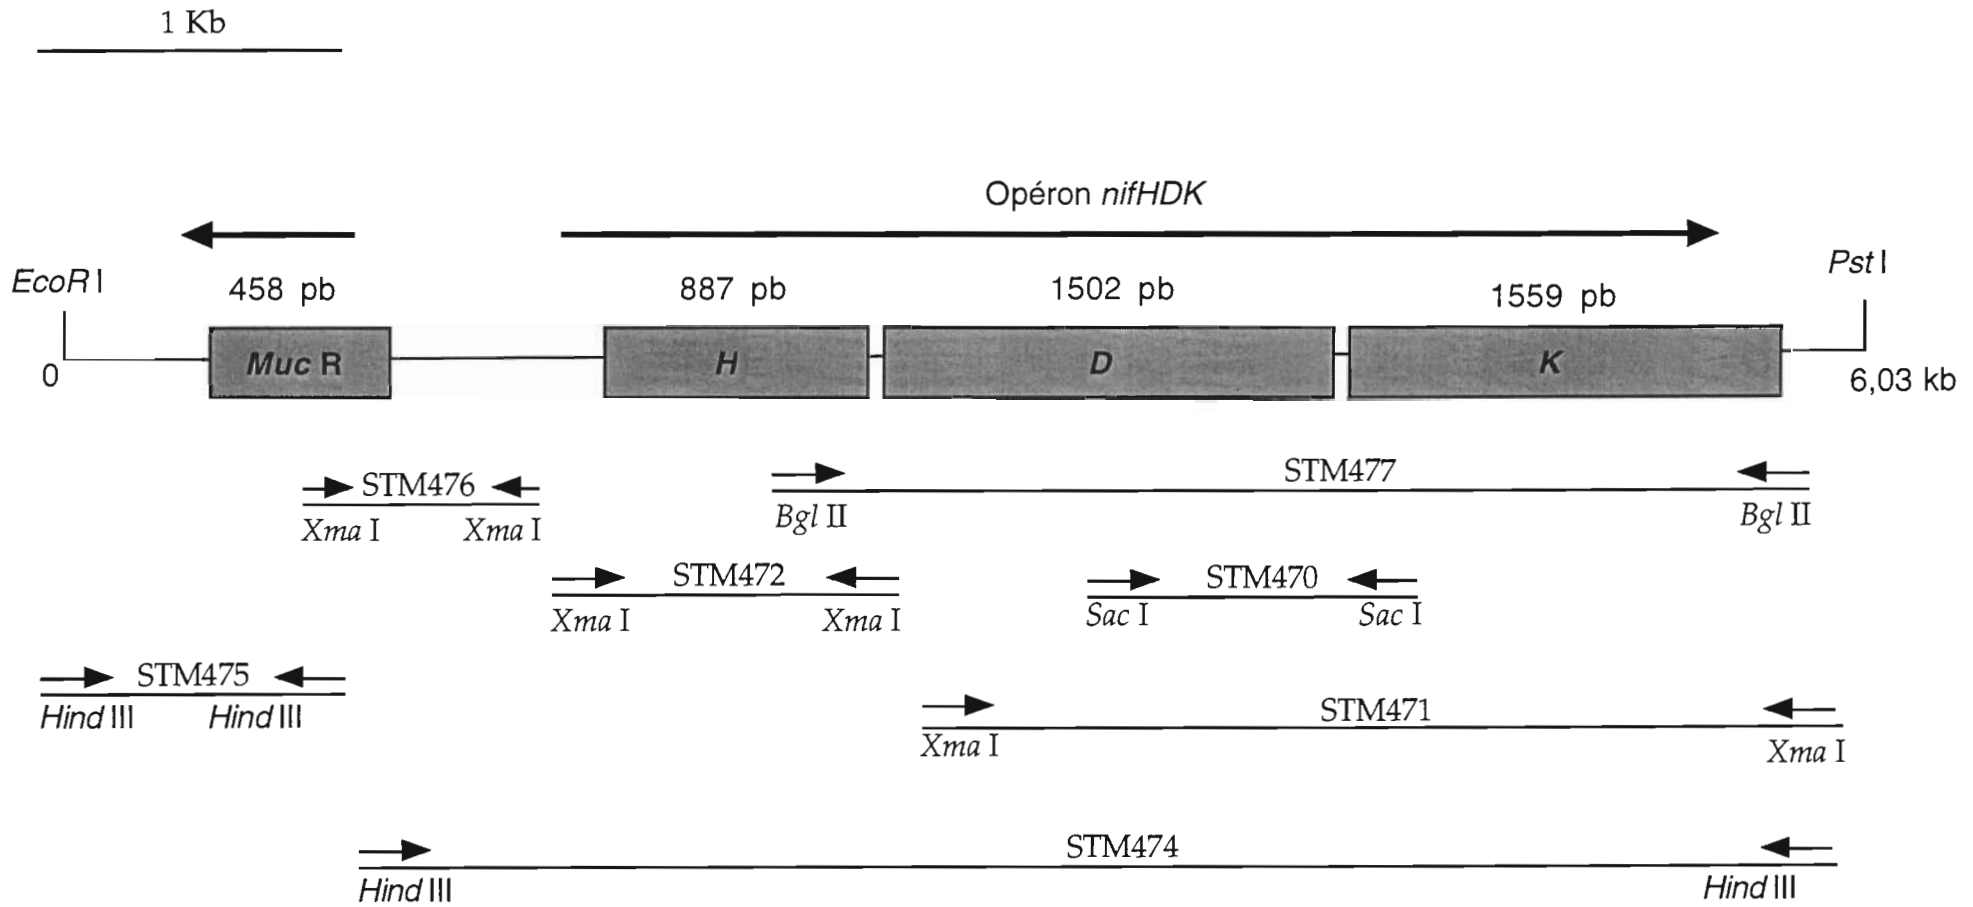 1 Kb
Opéron nifHDK
EcoR I
458 pb
887 pb
1502 pb
1559 pb
Pst I
Muc R
H
D
K
0
6,03 kb
STM476
Xma I
Xma I
STM477
Bgl II
Bgl II
STM472
Xma I
Xma I
STM470
Sac I
Sac I
STM475
Hind III
Hind III
STM471
Xma I
Xma I
STM474
Hind III
Hind III